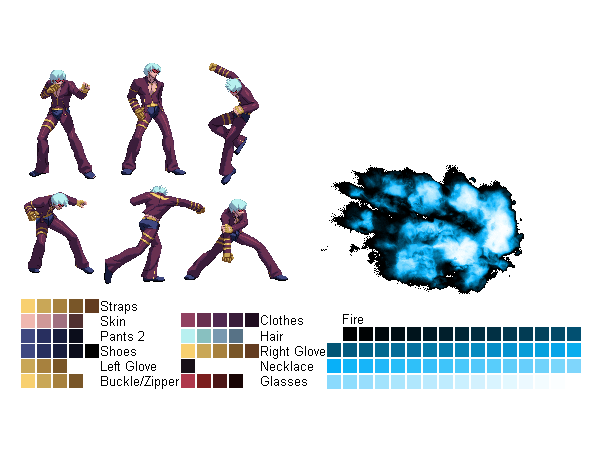 Straps
Skin
Pants 2
Shoes
Left Glove
Buckle/Zipper
Clothes
Hair
Right Glove
Necklace
Glasses
Fire